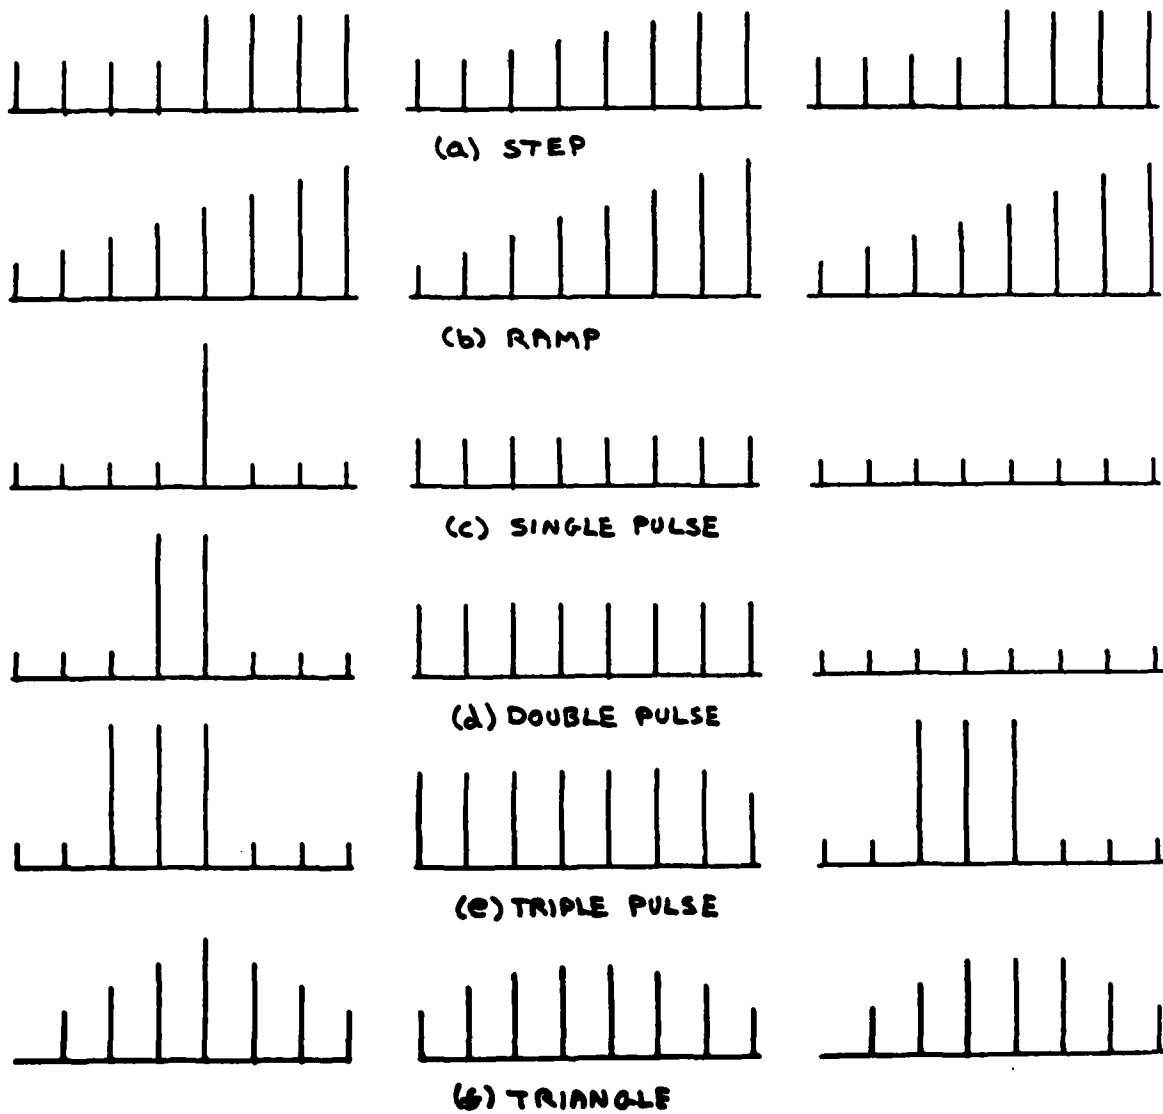 (a) STEP
(b) RAMP
(c) SINGLE PULSE
(d) DOUBLE PULSE
(e) TRIPLE PULSE
(f) TRIANGLE